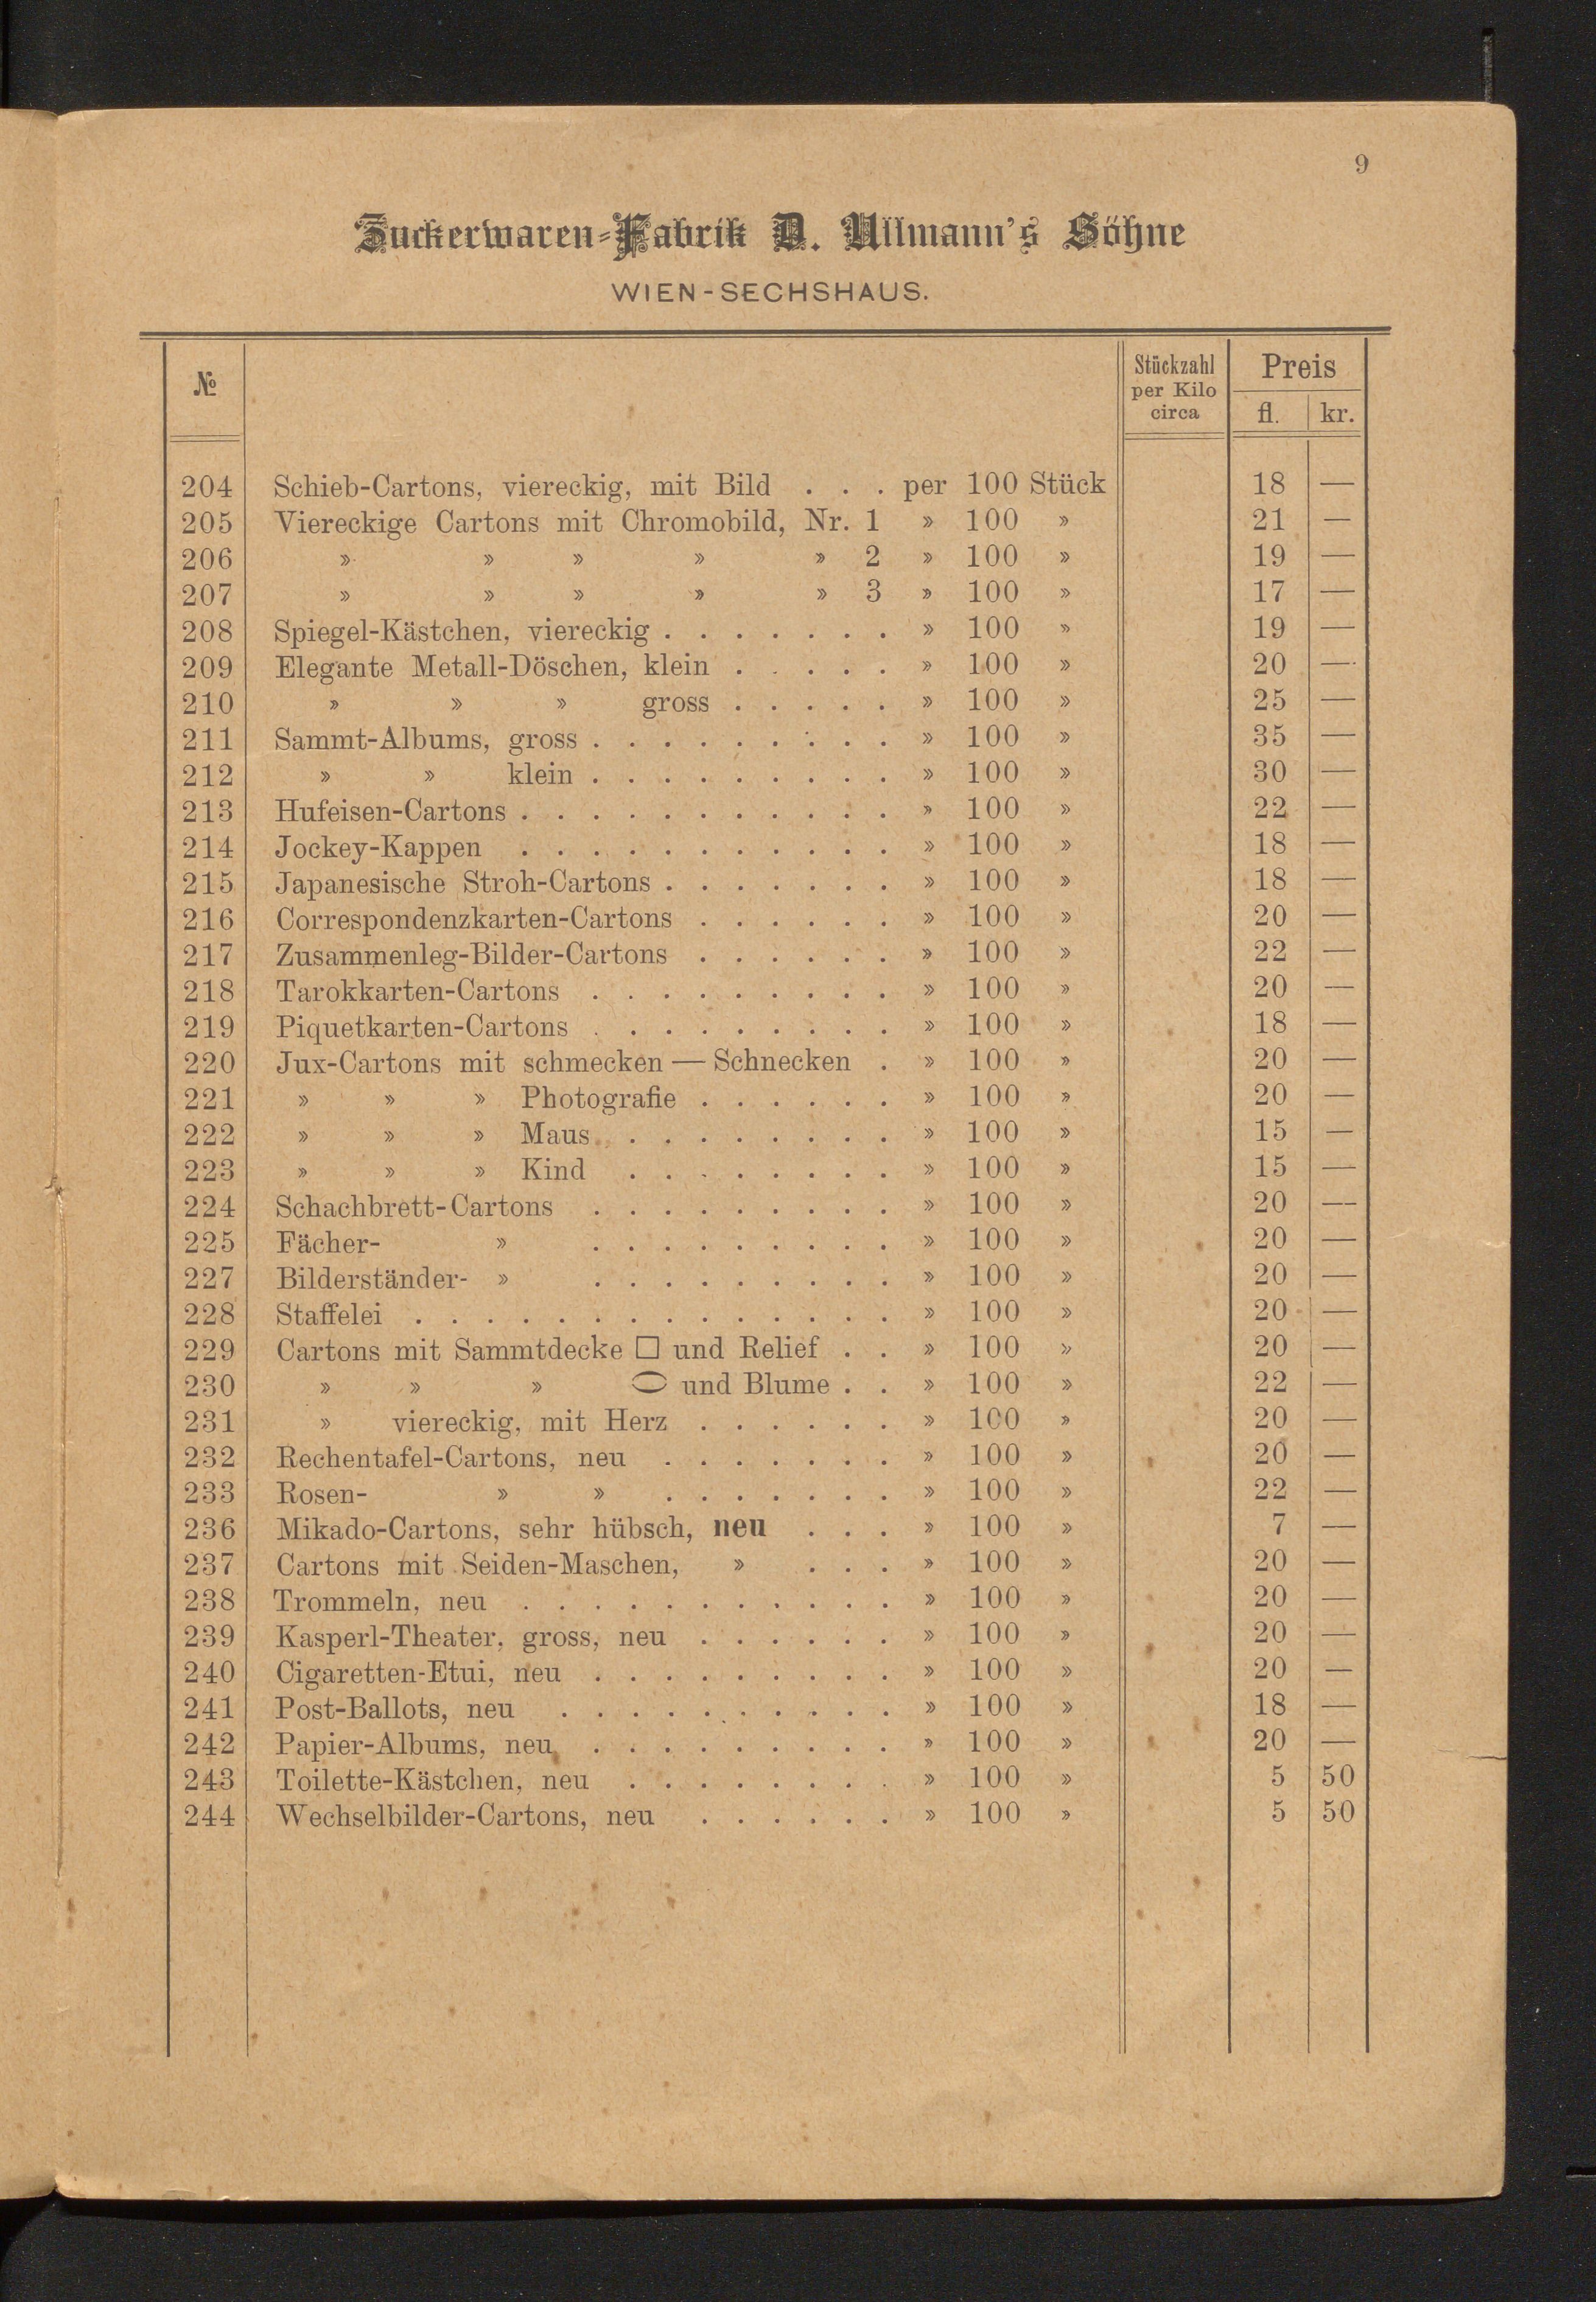 9
Zuckerwaren-Fabrik D. Ullmann's Söhne
WIEN-SECHSHAUS.
№ Stückzahl per Kilo circa Preis
fl. kr.
204 Schieb-Cartons, viereckig, mit Bild . . . per 100 Stück 18 —
205 Viereckige Cartons mit Chromobild, Nr. 1 » 100 » 21 —
206 » » » » » 2 » 100 » 19 —
207 » » » » » 3 » 100 » 17 —
208 Spiegel-Kästchen, viereckig . . . . . . . » 100 » 19 —
209 Elegante Metall-Döschen, klein . . . . . » 100 » 20 —
210 » » » gross . . . . . » 100 » 25 —
211 Sammt-Albums, gross . . . . . . . . . » 100 » 35 —
212 » » klein . . . . . . . . . » 100 » 30 —
213 Hufeisen-Cartons . . . . . . . . . . . » 100 » 22 —
214 Jockey-Kappen . . . . . . . . . . . » 100 » 18 —
215 Japanesische Stroh-Cartons . . . . . . . » 100 » 18 —
216 Correspondenzkarten-Cartons . . . . . . » 100 » 20 —
217 Zusammenleg-Bilder-Cartons . . . . . . » 100 » 22 —
218 Tarokkarten-Cartons . . . . . . . . . » 100 » 20 —
219 Piquetkarten-Cartons . . . . . . . . . » 100 » 18 —
220 Jux-Cartons mit schmecken — Schnecken . » 100 » 20 —
221 » » » Photografie . . . . . . » 100 » 20 —
222 » » » Maus . . . . . . . . » 100 » 15 —
223 » » » Kind . . . . . . . . » 100 » 15 —
224 Schachbrett-Cartons . . . . . . . . . » 100 » 20 —
225 Fächer- » . . . . . . . . . » 100 » 20 —
227 Bilderständer- » . . . . . . . . . » 100 » 20 —
228 Staffelei . . . . . . . . . . . . . . » 100 » 20 —
229 Cartons mit Sammtdecke □ und Relief . . » 100 » 20 —
230 » » » ⬭ und Blume . . » 100 » 22 —
231 » viereckig, mit Herz . . . . . . » 100 » 20 —
232 Rechentafel-Cartons, neu . . . . . . . » 100 » 20 —
233 Rosen- » » . . . . . . . » 100 » 22 —
236 Mikado-Cartons, sehr hübsch, neu . . . » 100 » 7 —
237 Cartons mit Seiden-Maschen, » . . . » 100 » 20 —
238 Trommeln, neu . . . . . . . . . . . » 100 » 20 —
239 Kasperl-Theater, gross, neu . . . . . . » 100 » 20 —
240 Cigaretten-Etui, neu . . . . . . . . . » 100 » 20 —
241 Post-Ballots, neu . . . . . . . . . . » 100 » 18 —
242 Papier-Albums, neu . . . . . . . . . » 100 » 20 —
243 Toilette-Kästchen, neu . . . . . . . . » 100 » 5 50
244 Wechselbilder-Cartons, neu . . . . . . » 100 » 5 50